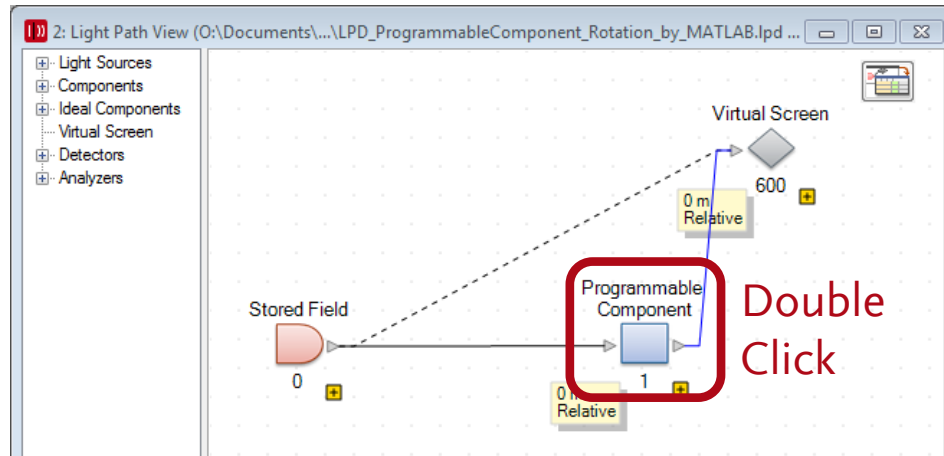 2: Light Path View (O:\Documents\...\LPD_ProgrammableComponent_Rotation_by_MATLAB.lpd ...
Light Sources
Components
Ideal Components
Virtual Screen
Detectors
Analyzers
Virtual Screen
600
0 m
Relative
Programmable
Component
Double
Click
Stored Field
0
1
0 m
Relative